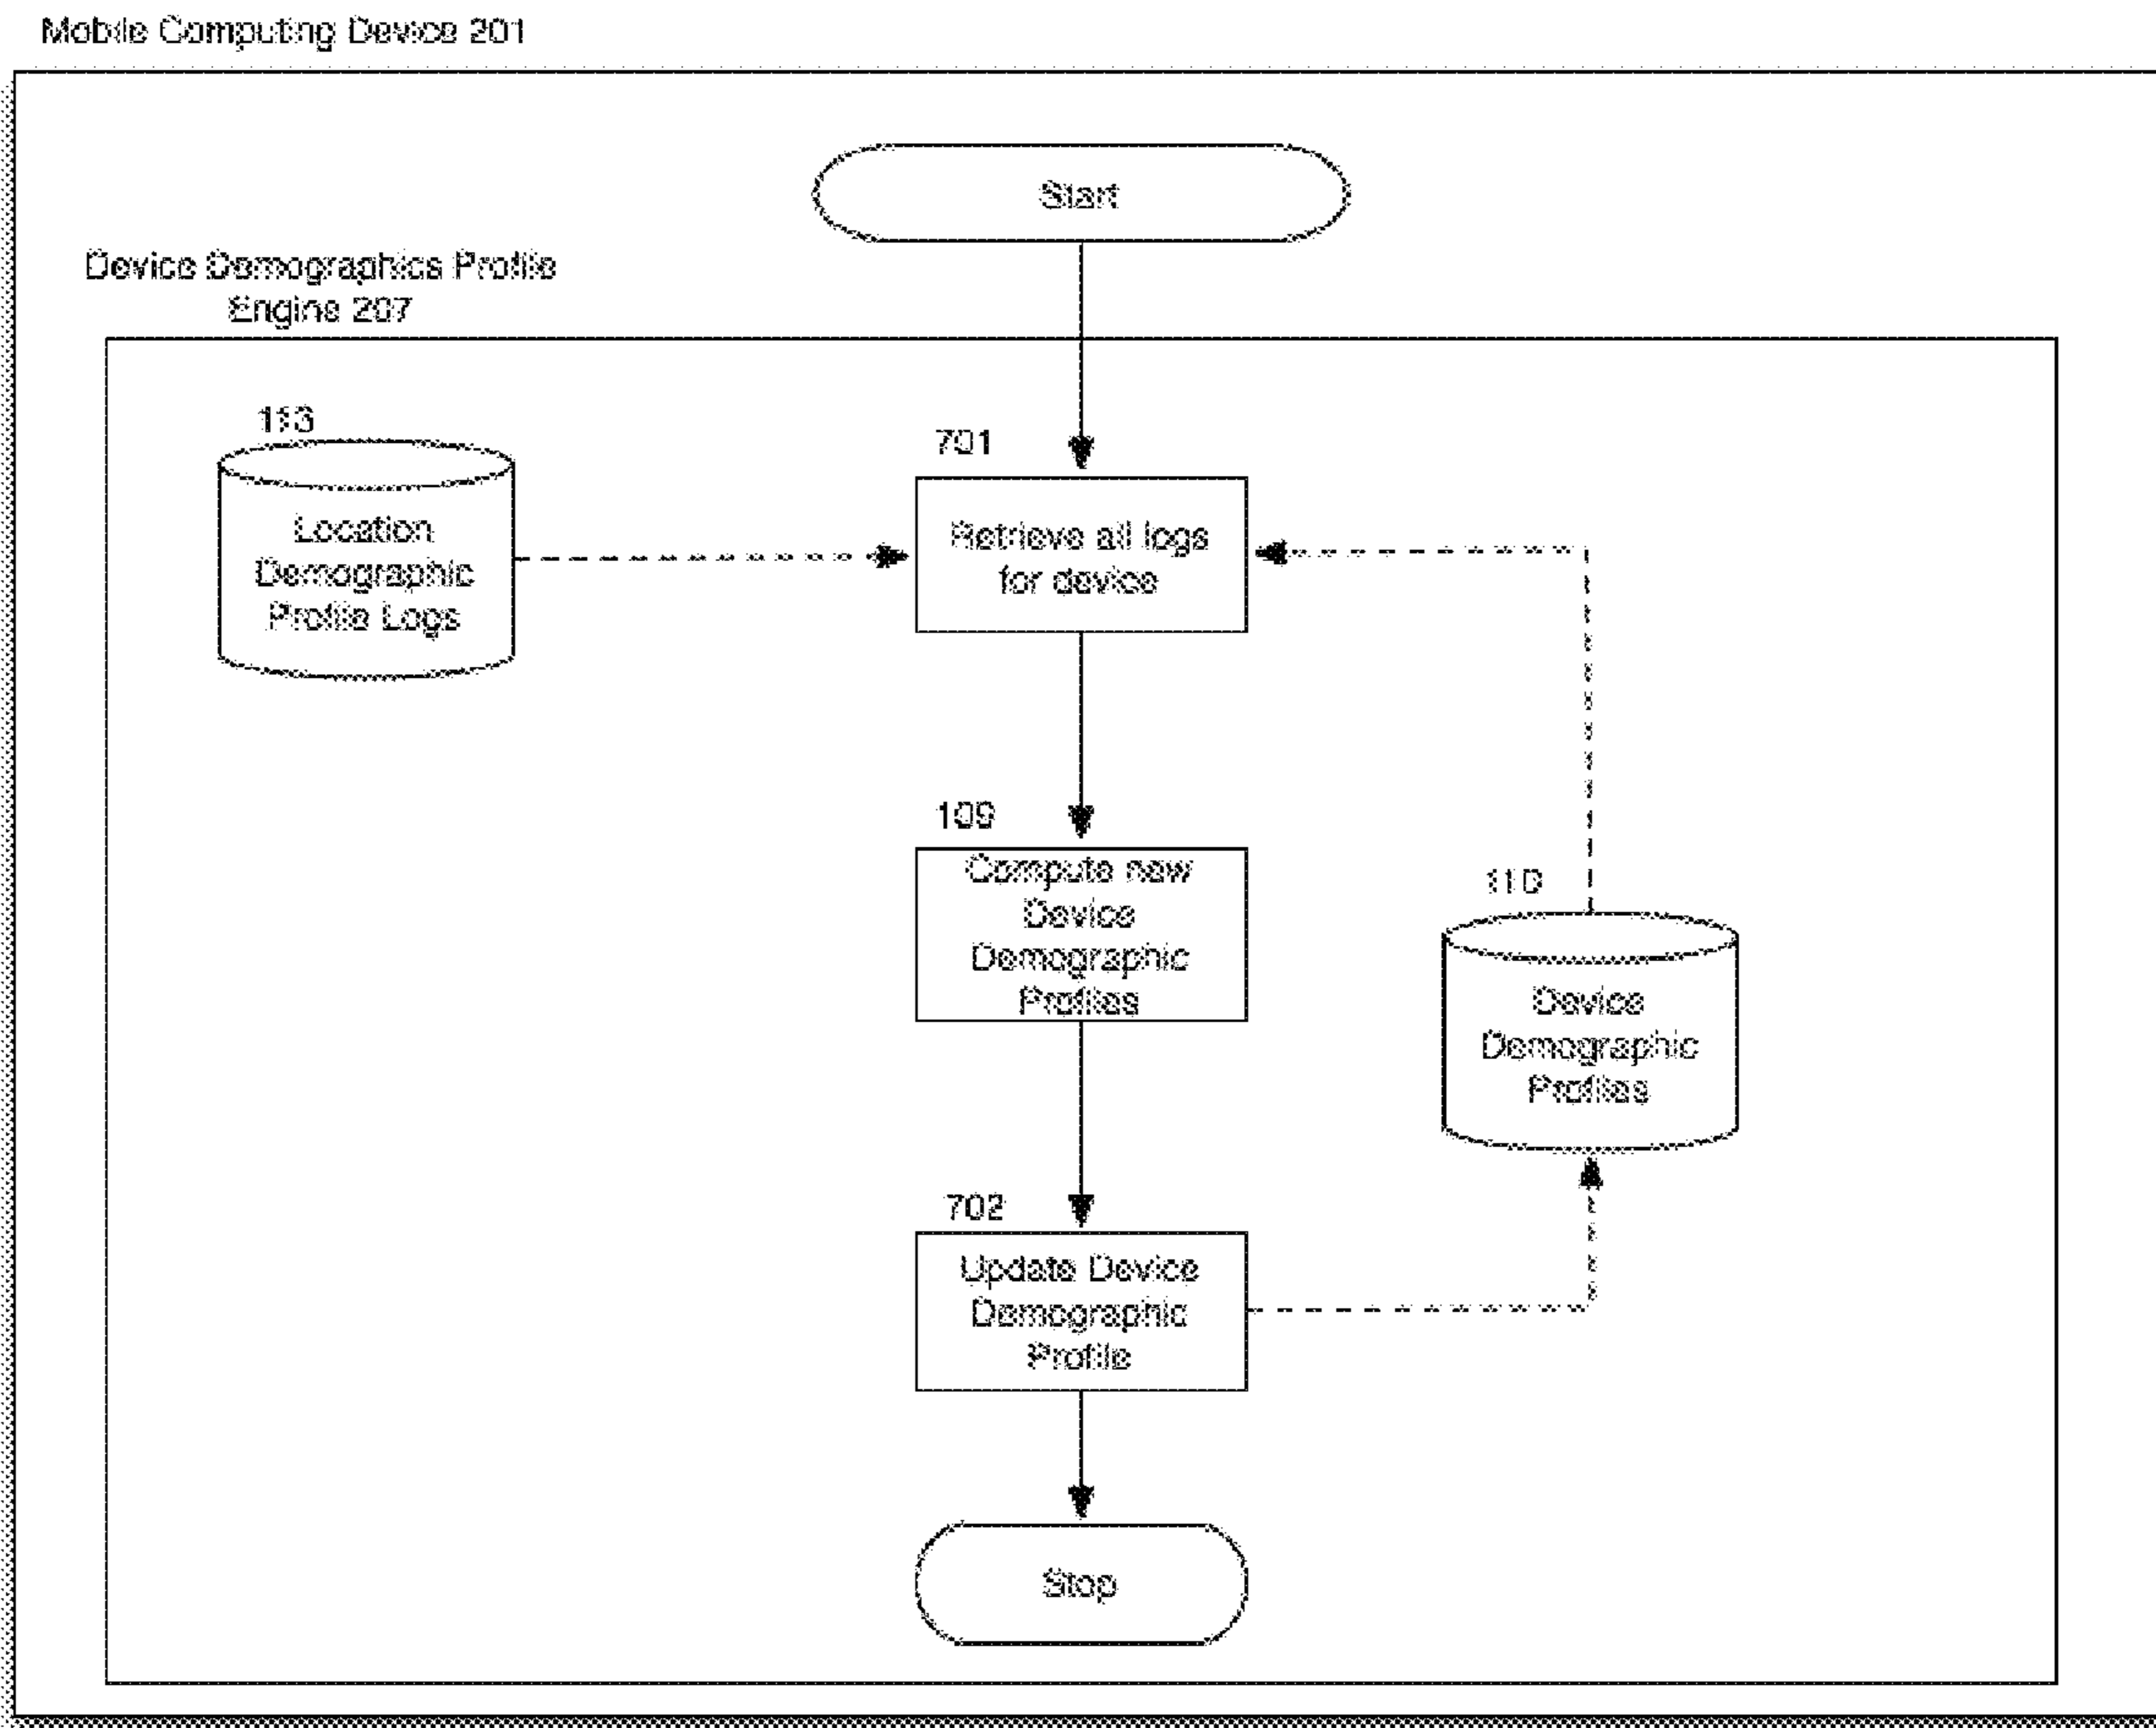 Mobile Computing Device 201
Start
Device Demographics Profile
Engine 207
113
Location
Demographic
Profile Logs
701
Retrieve all logs
for device
109
Compute new
Device
Demographic
Profiles
110
Device
Demographic
Profiles
702
Update Device
Demographic
Profile
Stop